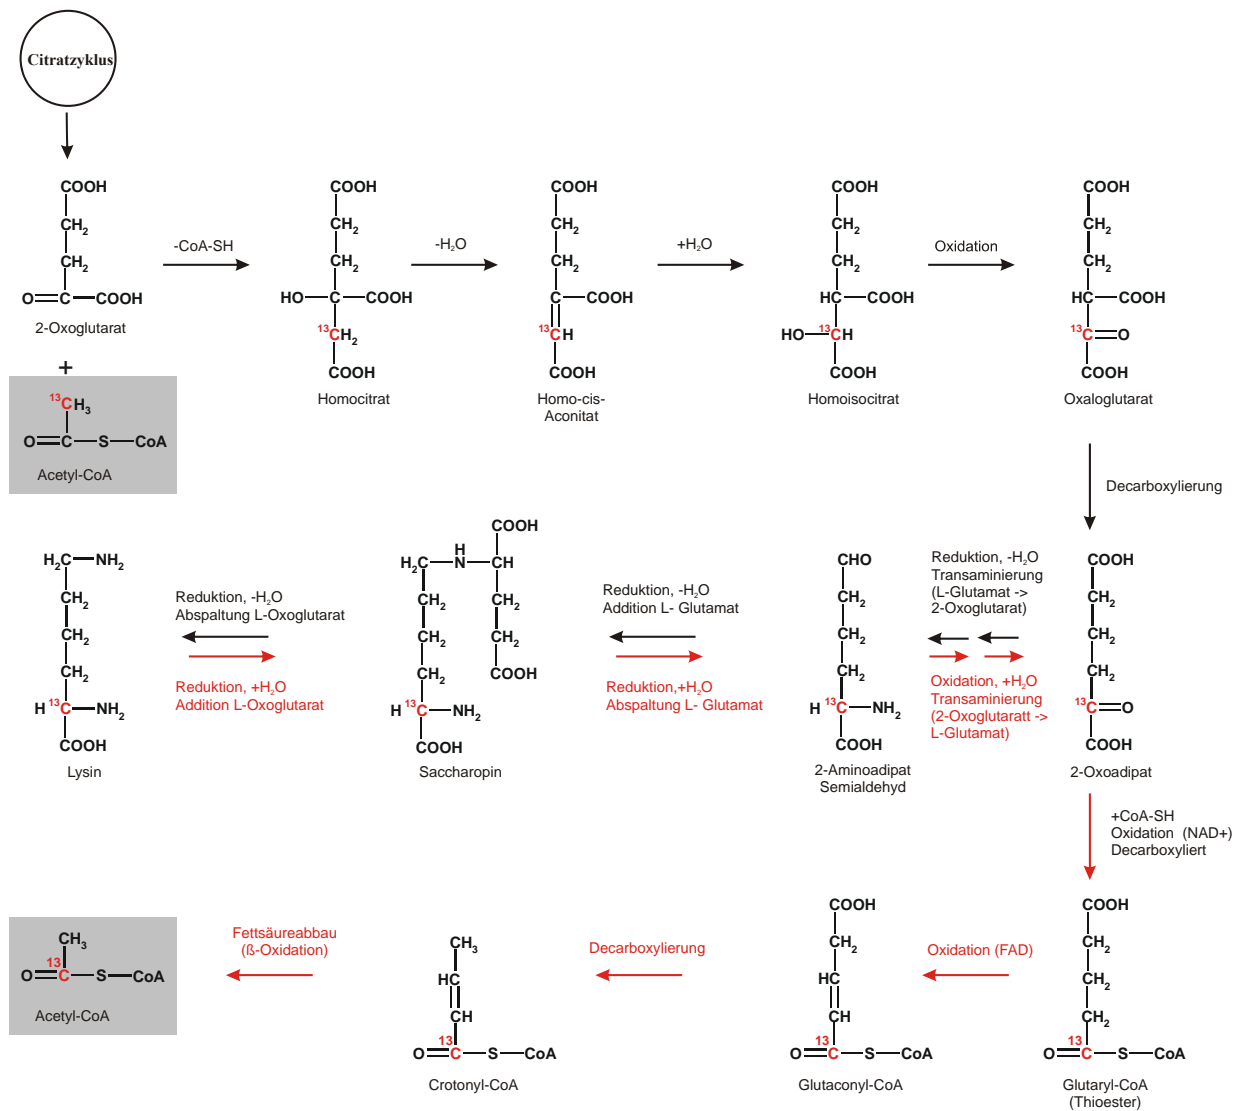 Citratzyklus
COOH
CH2
CH2
O=C—COOH
2-Oxoglutarat
+
13CH3
O=C—S—CoA
Acetyl-CoA
-CoA-SH
COOH
CH2
CH2
HO—C—COOH
13CH2
COOH
Homocitrat
-H2O
COOH
CH2
CH2
C—COOH
13CH
COOH
Homo-cis-
Aconitat
+H2O
COOH
CH2
CH2
HC—COOH
HO—13CH
COOH
Homoisocitrat
Oxidation
COOH
CH2
CH2
HC—COOH
13C=O
COOH
Oxaloglutarat
Decarboxylierung
H2C—NH2
CH2
CH2
CH2
H 13C—NH2
COOH
Lysin
Reduktion, -H2O
Abspaltung L-Oxoglutarat
Reduktion, +H2O
Addition L-Oxoglutarat
COOH
H
H2C—N—CH
CH2
CH2
CH2
CH2
COOH
CH2
H 13C—NH2
COOH
Saccharopin
Reduktion, -H2O
Addition L- Glutamat
Reduktion,+H2O
Abspaltung L- Glutamat
CHO
CH2
CH2
CH2
H 13C—NH2
COOH
2-Aminoadipat
Semialdehyd
Reduktion, -H2O
Transaminierung
(L-Glutamat ->
2-Oxoglutarat)
Oxidation, +H2O
Transaminierung
(2-Oxoglutaratt ->
L-Glutamat)
COOH
CH2
CH2
CH2
13C=O
COOH
2-Oxoadipat
+CoA-SH
Oxidation (NAD+)
Decarboxyliert
CH3
13
O=C—S—CoA
Acetyl-CoA
Fettsäureabbau
(ß-Oxidation)
CH3
HC
CH
13
O=C—S—CoA
Crotonyl-CoA
Decarboxylierung
COOH
CH2
HC
CH
13
O=C—S—CoA
Glutaconyl-CoA
Oxidation (FAD)
COOH
CH2
CH2
CH2
13
O=C—S—CoA
Glutaryl-CoA
(Thioester)